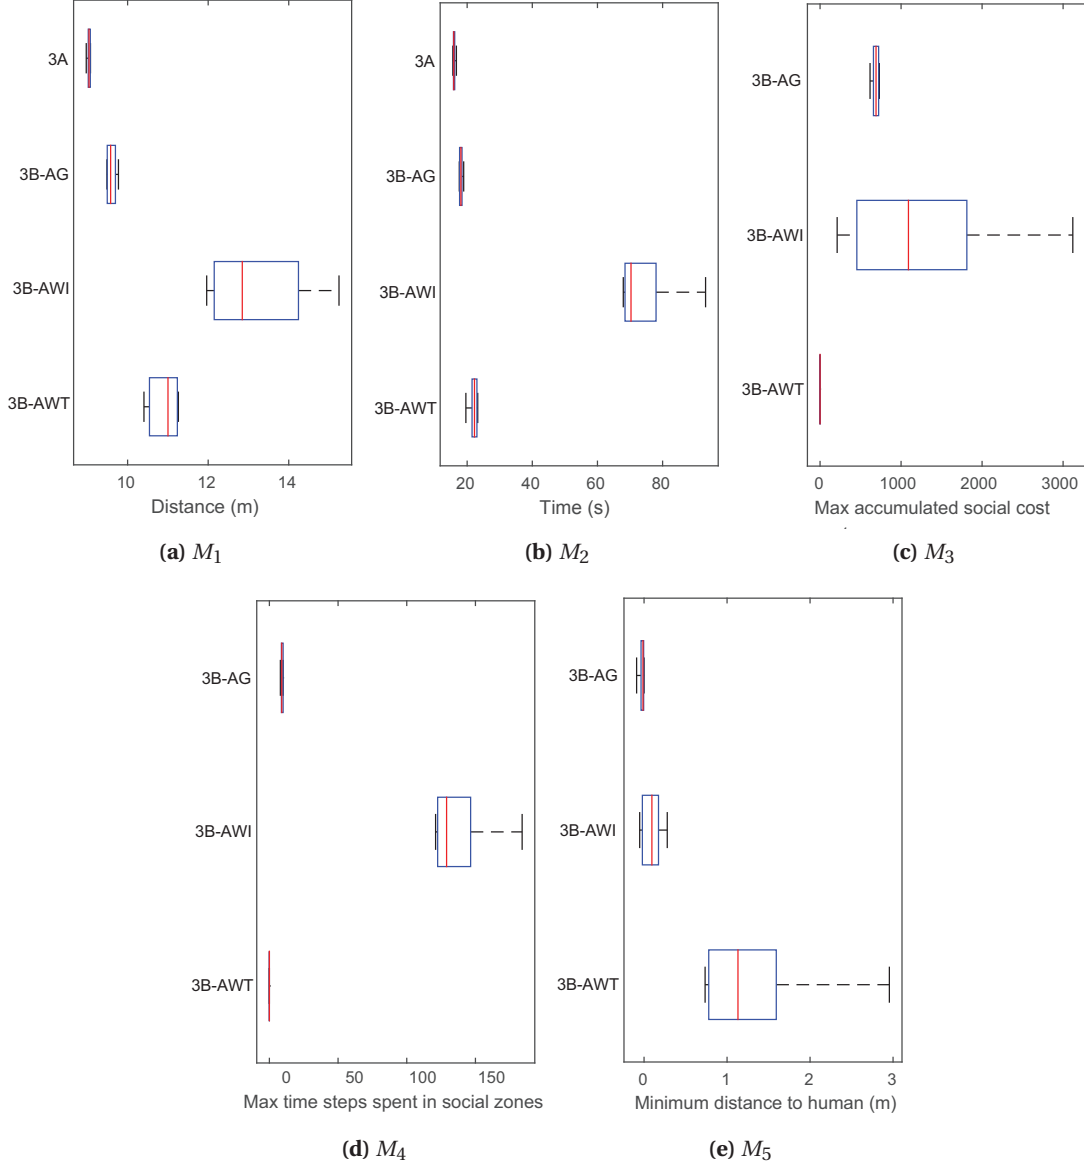 3A
3B-AG
3B-AWI
3B-AWT
10 12 14
Distance (m)
(a) M1
3A
3B-AG
3B-AWI
3B-AWT
20 40 60 80
Time (s)
(b) M2
3B-AG
3B-AWI
3B-AWT
0 1000 2000 3000
Max accumulated social cost
(c) M3
3B-AG
3B-AWI
3B-AWT
0 50 100 150
Max time steps spent in social zones
(d) M4
3B-AG
3B-AWI
3B-AWT
0 1 2 3
Minimum distance to human (m)
(e) M5